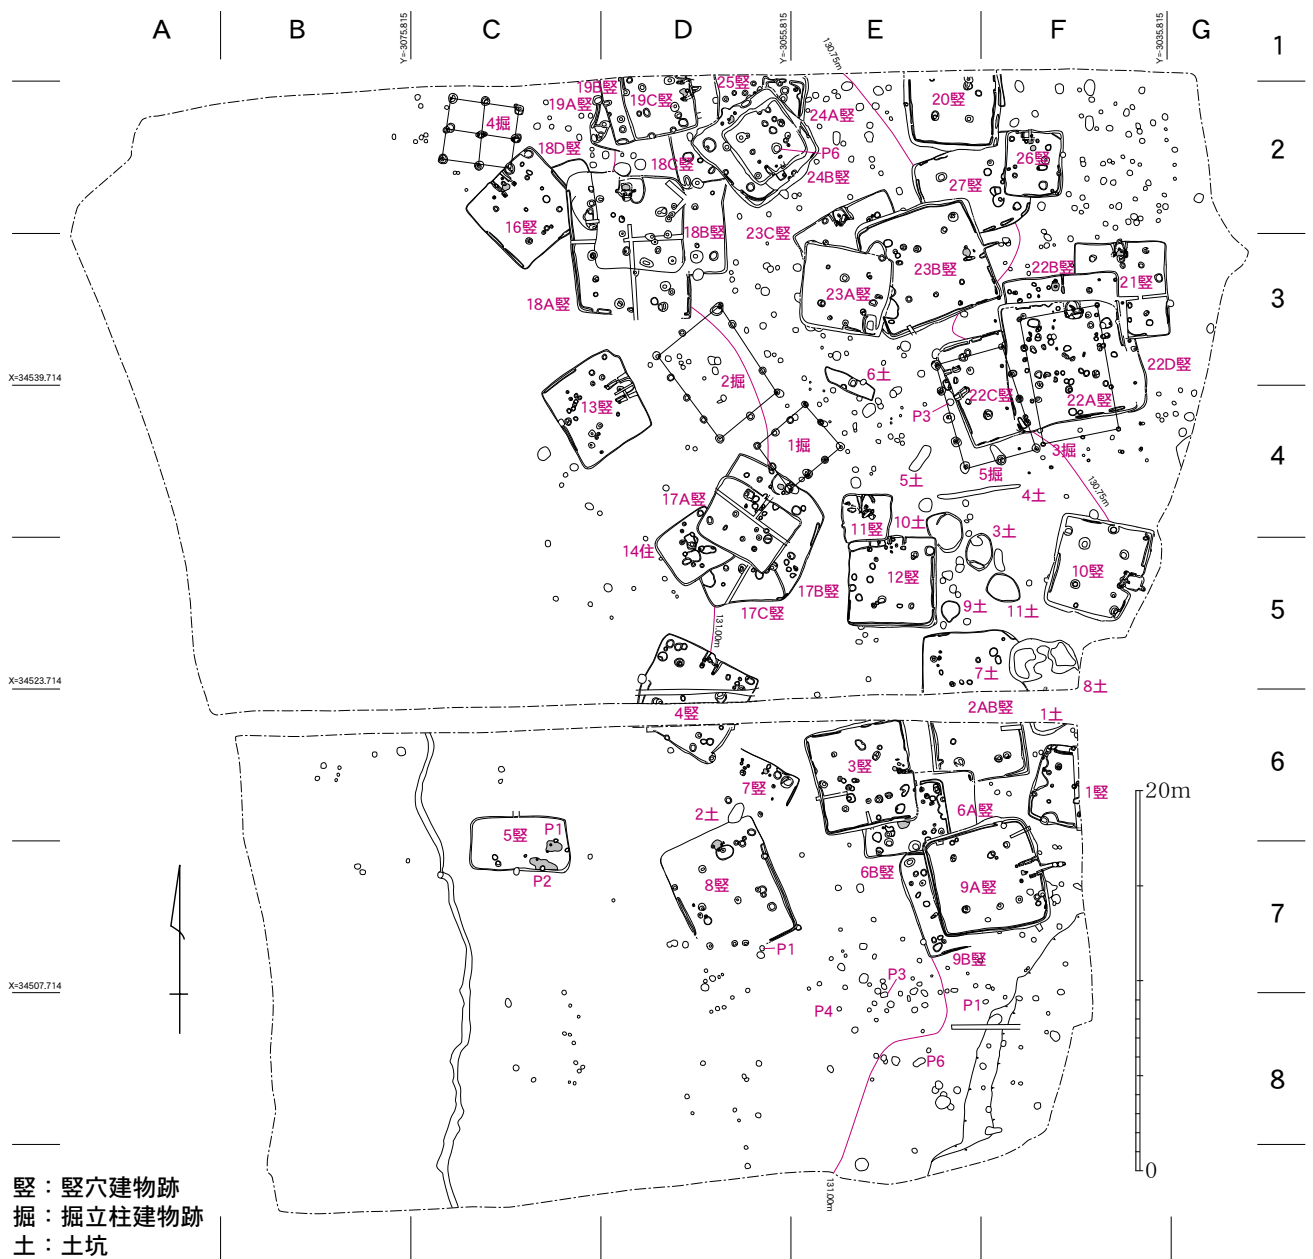 A B C D E F G
Y=-3075.815
Y=-3055.815
Y=-3035.815
1
2
3
4
5
6
7
8
X=34539.714
X=34523.714
X=34507.714
130.75m
19B竪
19A竪
19C竪
25竪
24A竪
20竪
4掘
18D竪
18C竪
P6
24B竪
26竪
27竪
16竪
18B竪
23C竪
23B竪
22B竪
21竪
18A竪
23A竪
22D竪
2掘
6土
13竪
22C竪
22A竪
P3
1掘
3掘
5掘
5土
4土
130.75m
17A竪
11竪
10土
3土
14住
12竪
10竪
17B竪
17C竪
9土
11土
131.00m
7土
8土
4竪
2AB竪
1土
3竪
7竪
1竪
20m
2土
6A竪
5竪
P1
P2
8竪
6B竪
9A竪
P1
9B竪
P3
P4
P1
P6
131.00m
0
竪：竪穴建物跡
掘：掘立柱建物跡
土：土坑